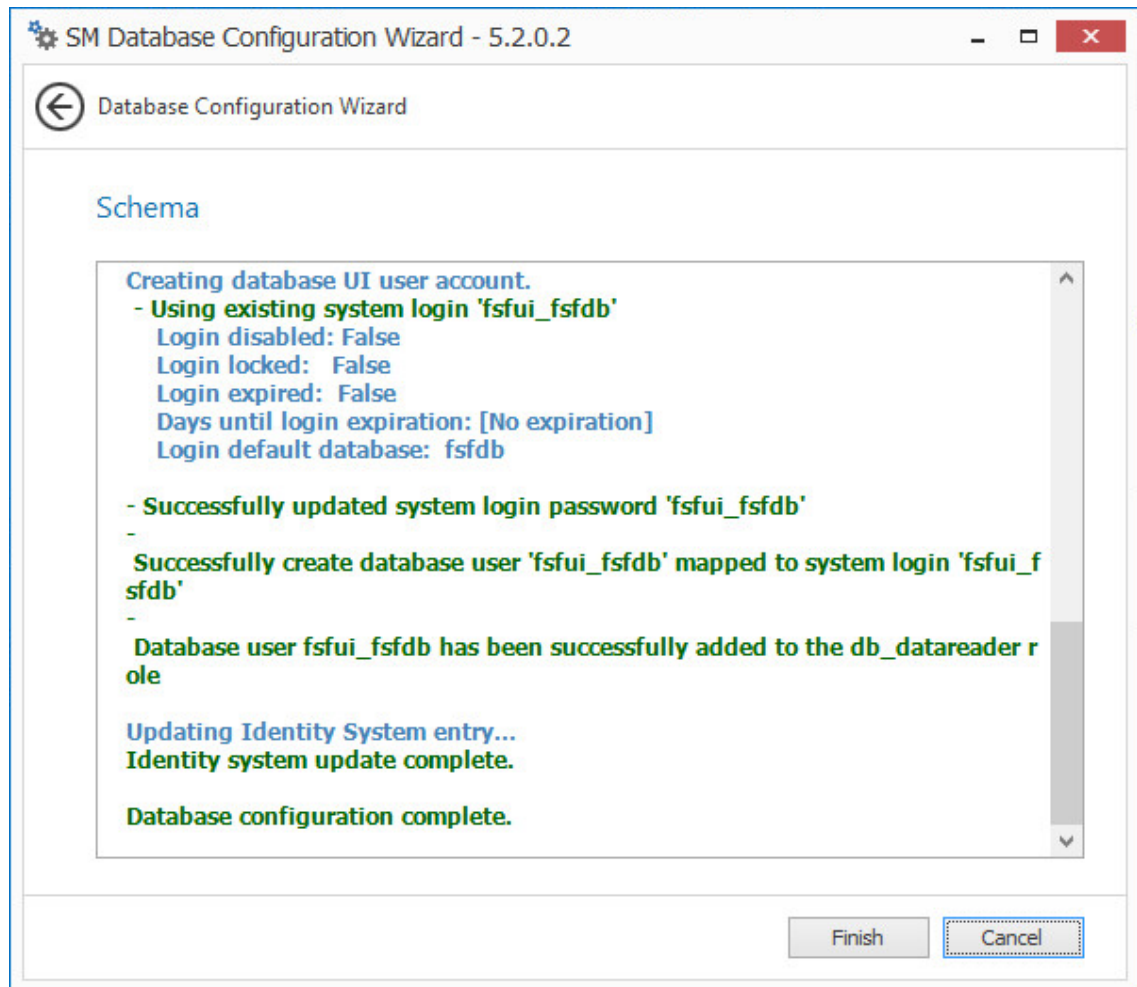 SM Database Configuration Wizard - 5.2.0.2
Database Configuration Wizard
Schema
Creating database UI user account.
- Using existing system login 'fsfui_fsfdb'
Login disabled: False
Login locked: False
Login expired: False
Days until login expiration: [No expiration]
Login default database: fsfdb
- Successfully updated system login password 'fsfui_fsfdb'
-
Successfully create database user 'fsfui_fsfdb' mapped to system login 'fsfui_f
sfdb'
-
Database user fsfui_fsfdb has been successfully added to the db_datareader r
ole
Updating Identity System entry...
Identity system update complete.
Database configuration complete.
Finish Cancel